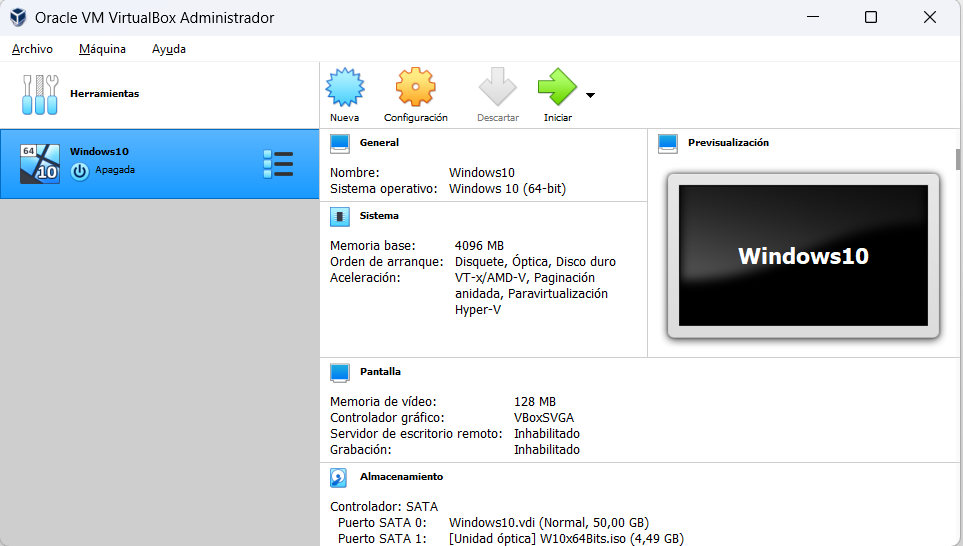 Oracle VM VirtualBox Administrador
Archivo Máquina Ayuda
Herramientas
Nueva Configuración Descartar Iniciar
64
10
Windows10
Apagada
General
Nombre: Windows10
Sistema operativo: Windows 10 (64-bit)
Previsualización
Windows10
Sistema
Memoria base: 4096 MB
Orden de arranque: Disquete, Óptica, Disco duro
Aceleración: VT-x/AMD-V, Paginación
anidada, Paravirtualización
Hyper-V
Pantalla
Memoria de vídeo: 128 MB
Controlador gráfico: VBoxSVGA
Servidor de escritorio remoto: Inhabilitado
Grabación: Inhabilitado
Almacenamiento
Controlador: SATA
Puerto SATA 0: Windows10.vdi (Normal, 50,00 GB)
Puerto SATA 1: [Unidad óptica] W10x64Bits.iso (4,49 GB)